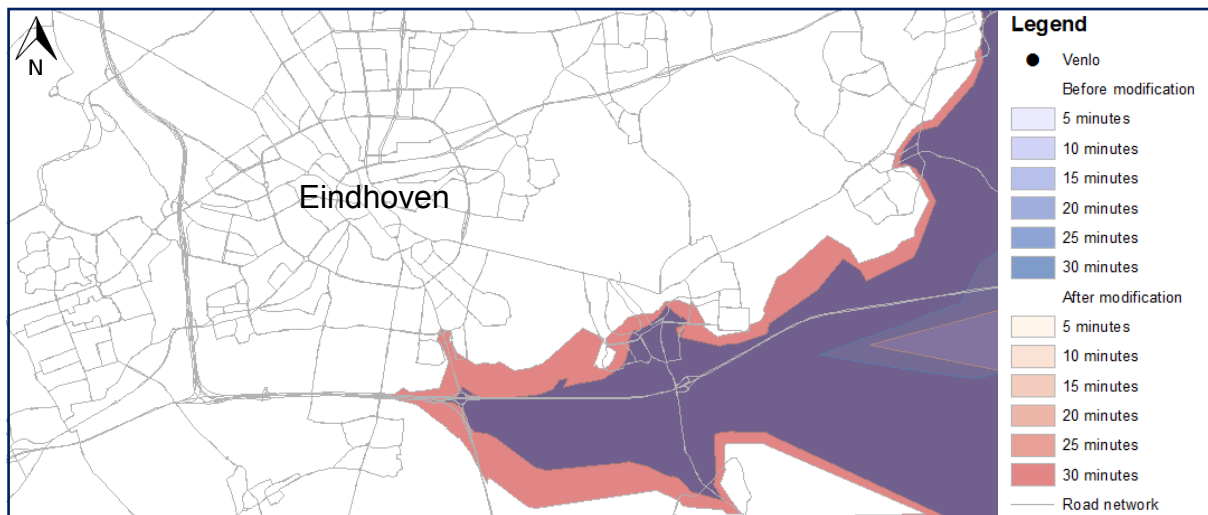 N
Eindhoven
Legend
Venlo
Before modification
5 minutes
10 minutes
15 minutes
20 minutes
25 minutes
30 minutes
After modification
5 minutes
10 minutes
15 minutes
20 minutes
25 minutes
30 minutes
Road network